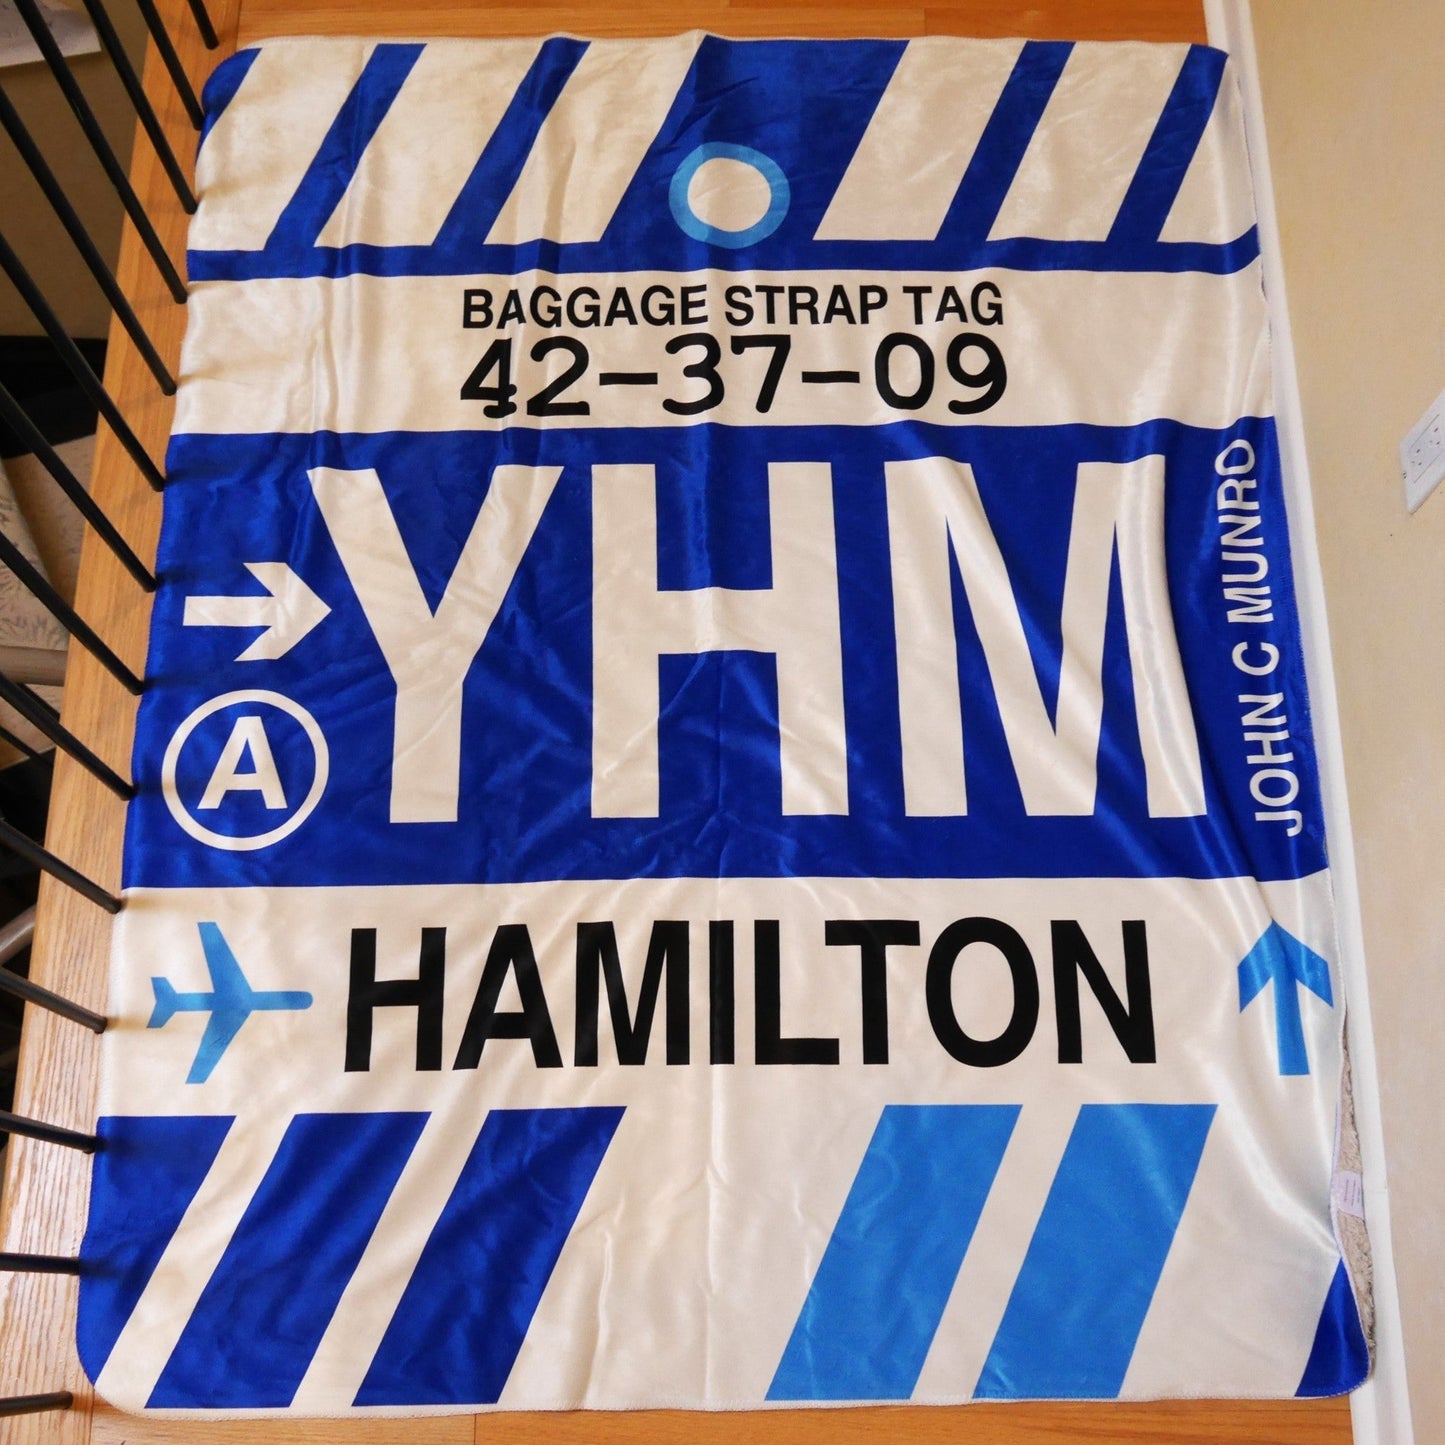 BAGGAGE STRAP TAG
42-37-09
YHM
JOHN C MUNRO
A
HAMILTON